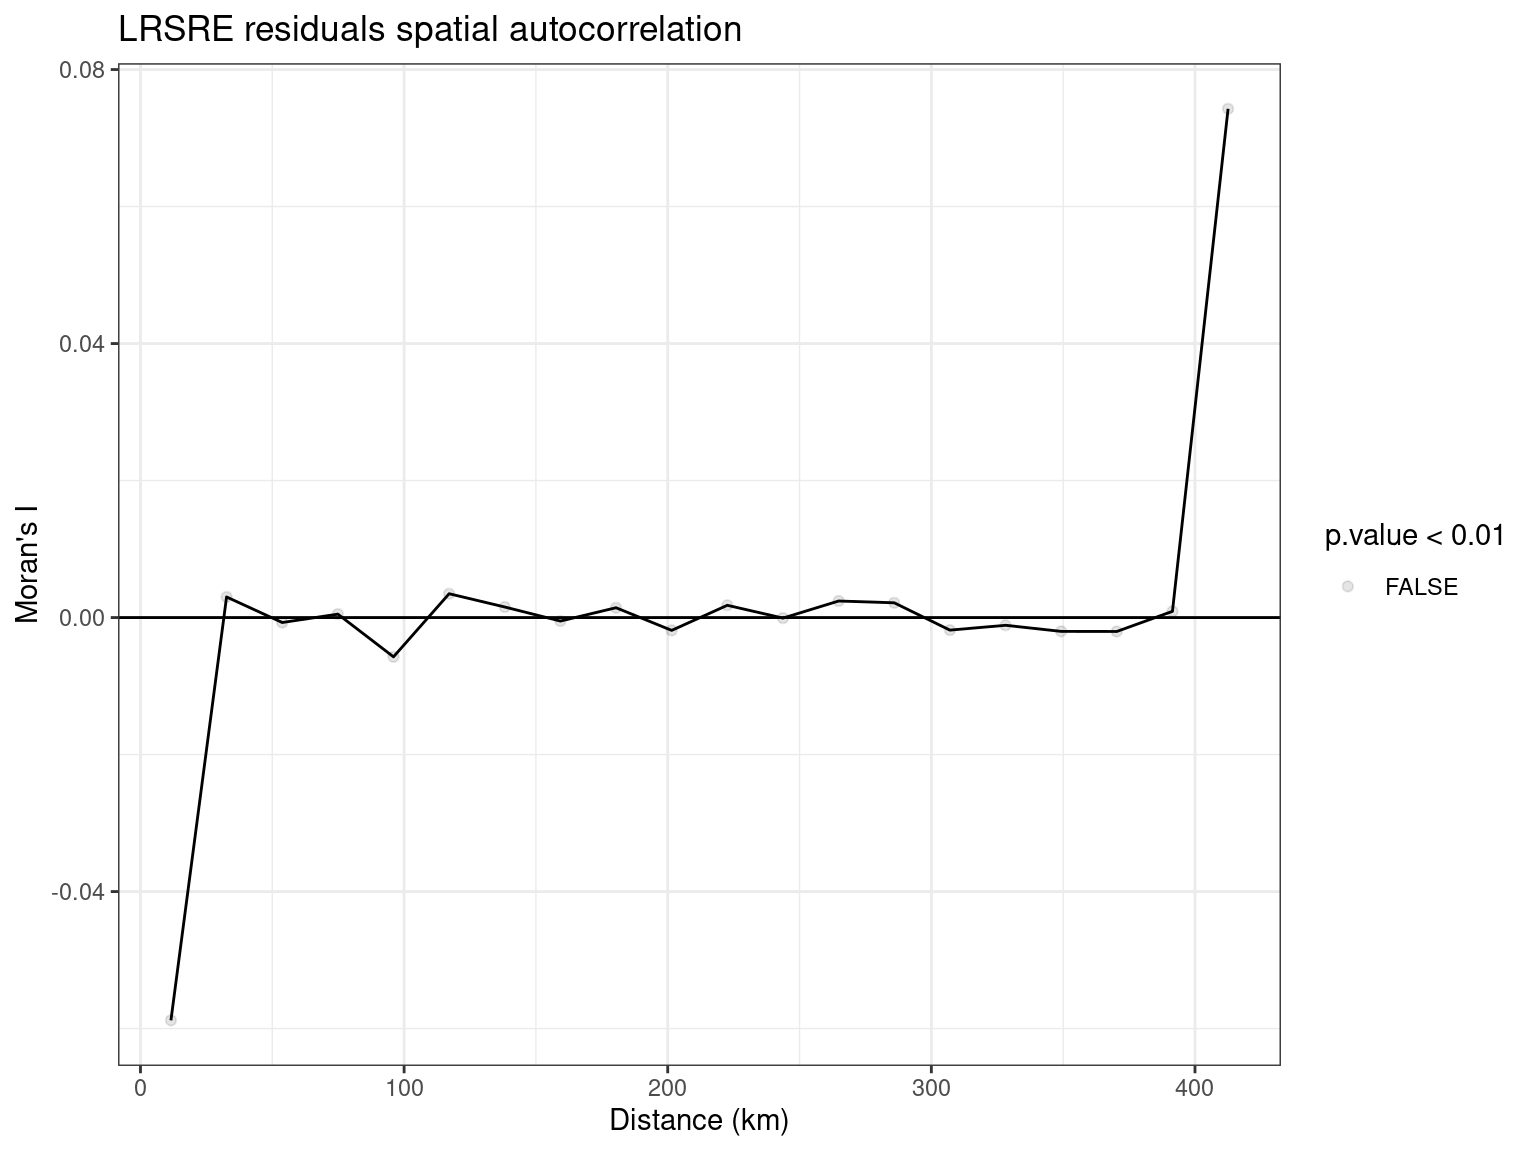 LRSRE residuals spatial autocorrelation
0.08
0.04
0.00
-0.04
Moran's I
0
100
200
300
400
Distance (km)
p.value < 0.01
FALSE